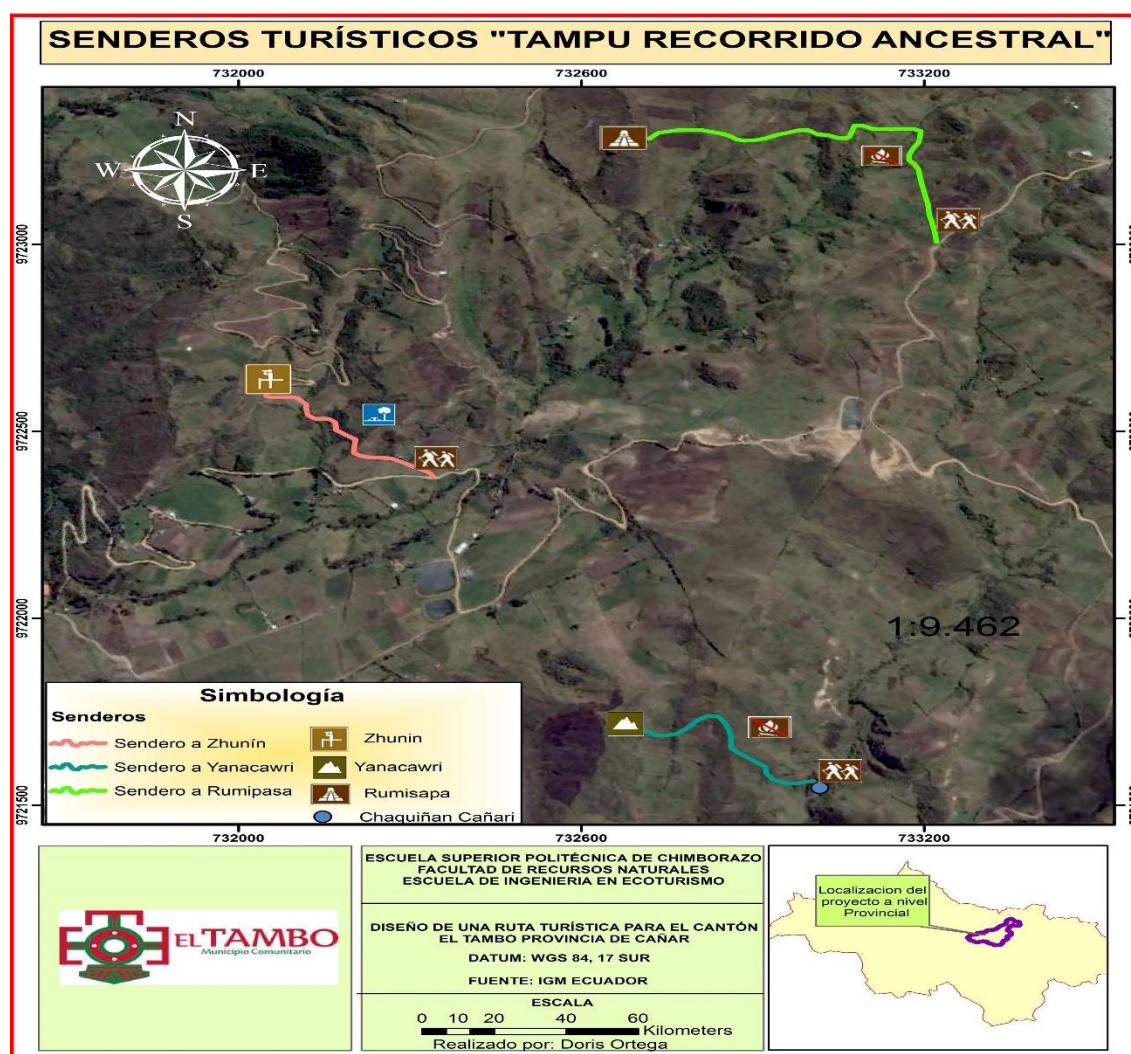 SENDEROS TURÍSTICOS "TAMPU RECORRIDO ANCESTRAL"
732000 732600 733200
N
W E
S
9723000
9722500
9722000
9721500
1:9.462
Simbología
Senderos
Sendero a Zhunín Zhunin
Sendero a Yanacawri Yanacawri
Sendero a Rumipasa Rumisapa
Chaquiñan Cañari
732000 732600 733200
EL TAMBO
Municipio Comunitario
ESCUELA SUPERIOR POLITÉCNICA DE CHIMBORAZO
FACULTAD DE RECURSOS NATURALES
ESCUELA DE INGENIERIA EN ECOTURISMO
DISEÑO DE UNA RUTA TURÍSTICA PARA EL CANTÓN
EL TAMBO PROVINCIA DE CAÑAR
DATUM: WGS 84, 17 SUR
FUENTE: IGM ECUADOR
ESCALA
0 10 20 40 60
Kilometers
Realizado por: Doris Ortega
Localizacion del
proyecto a nivel
Provincial